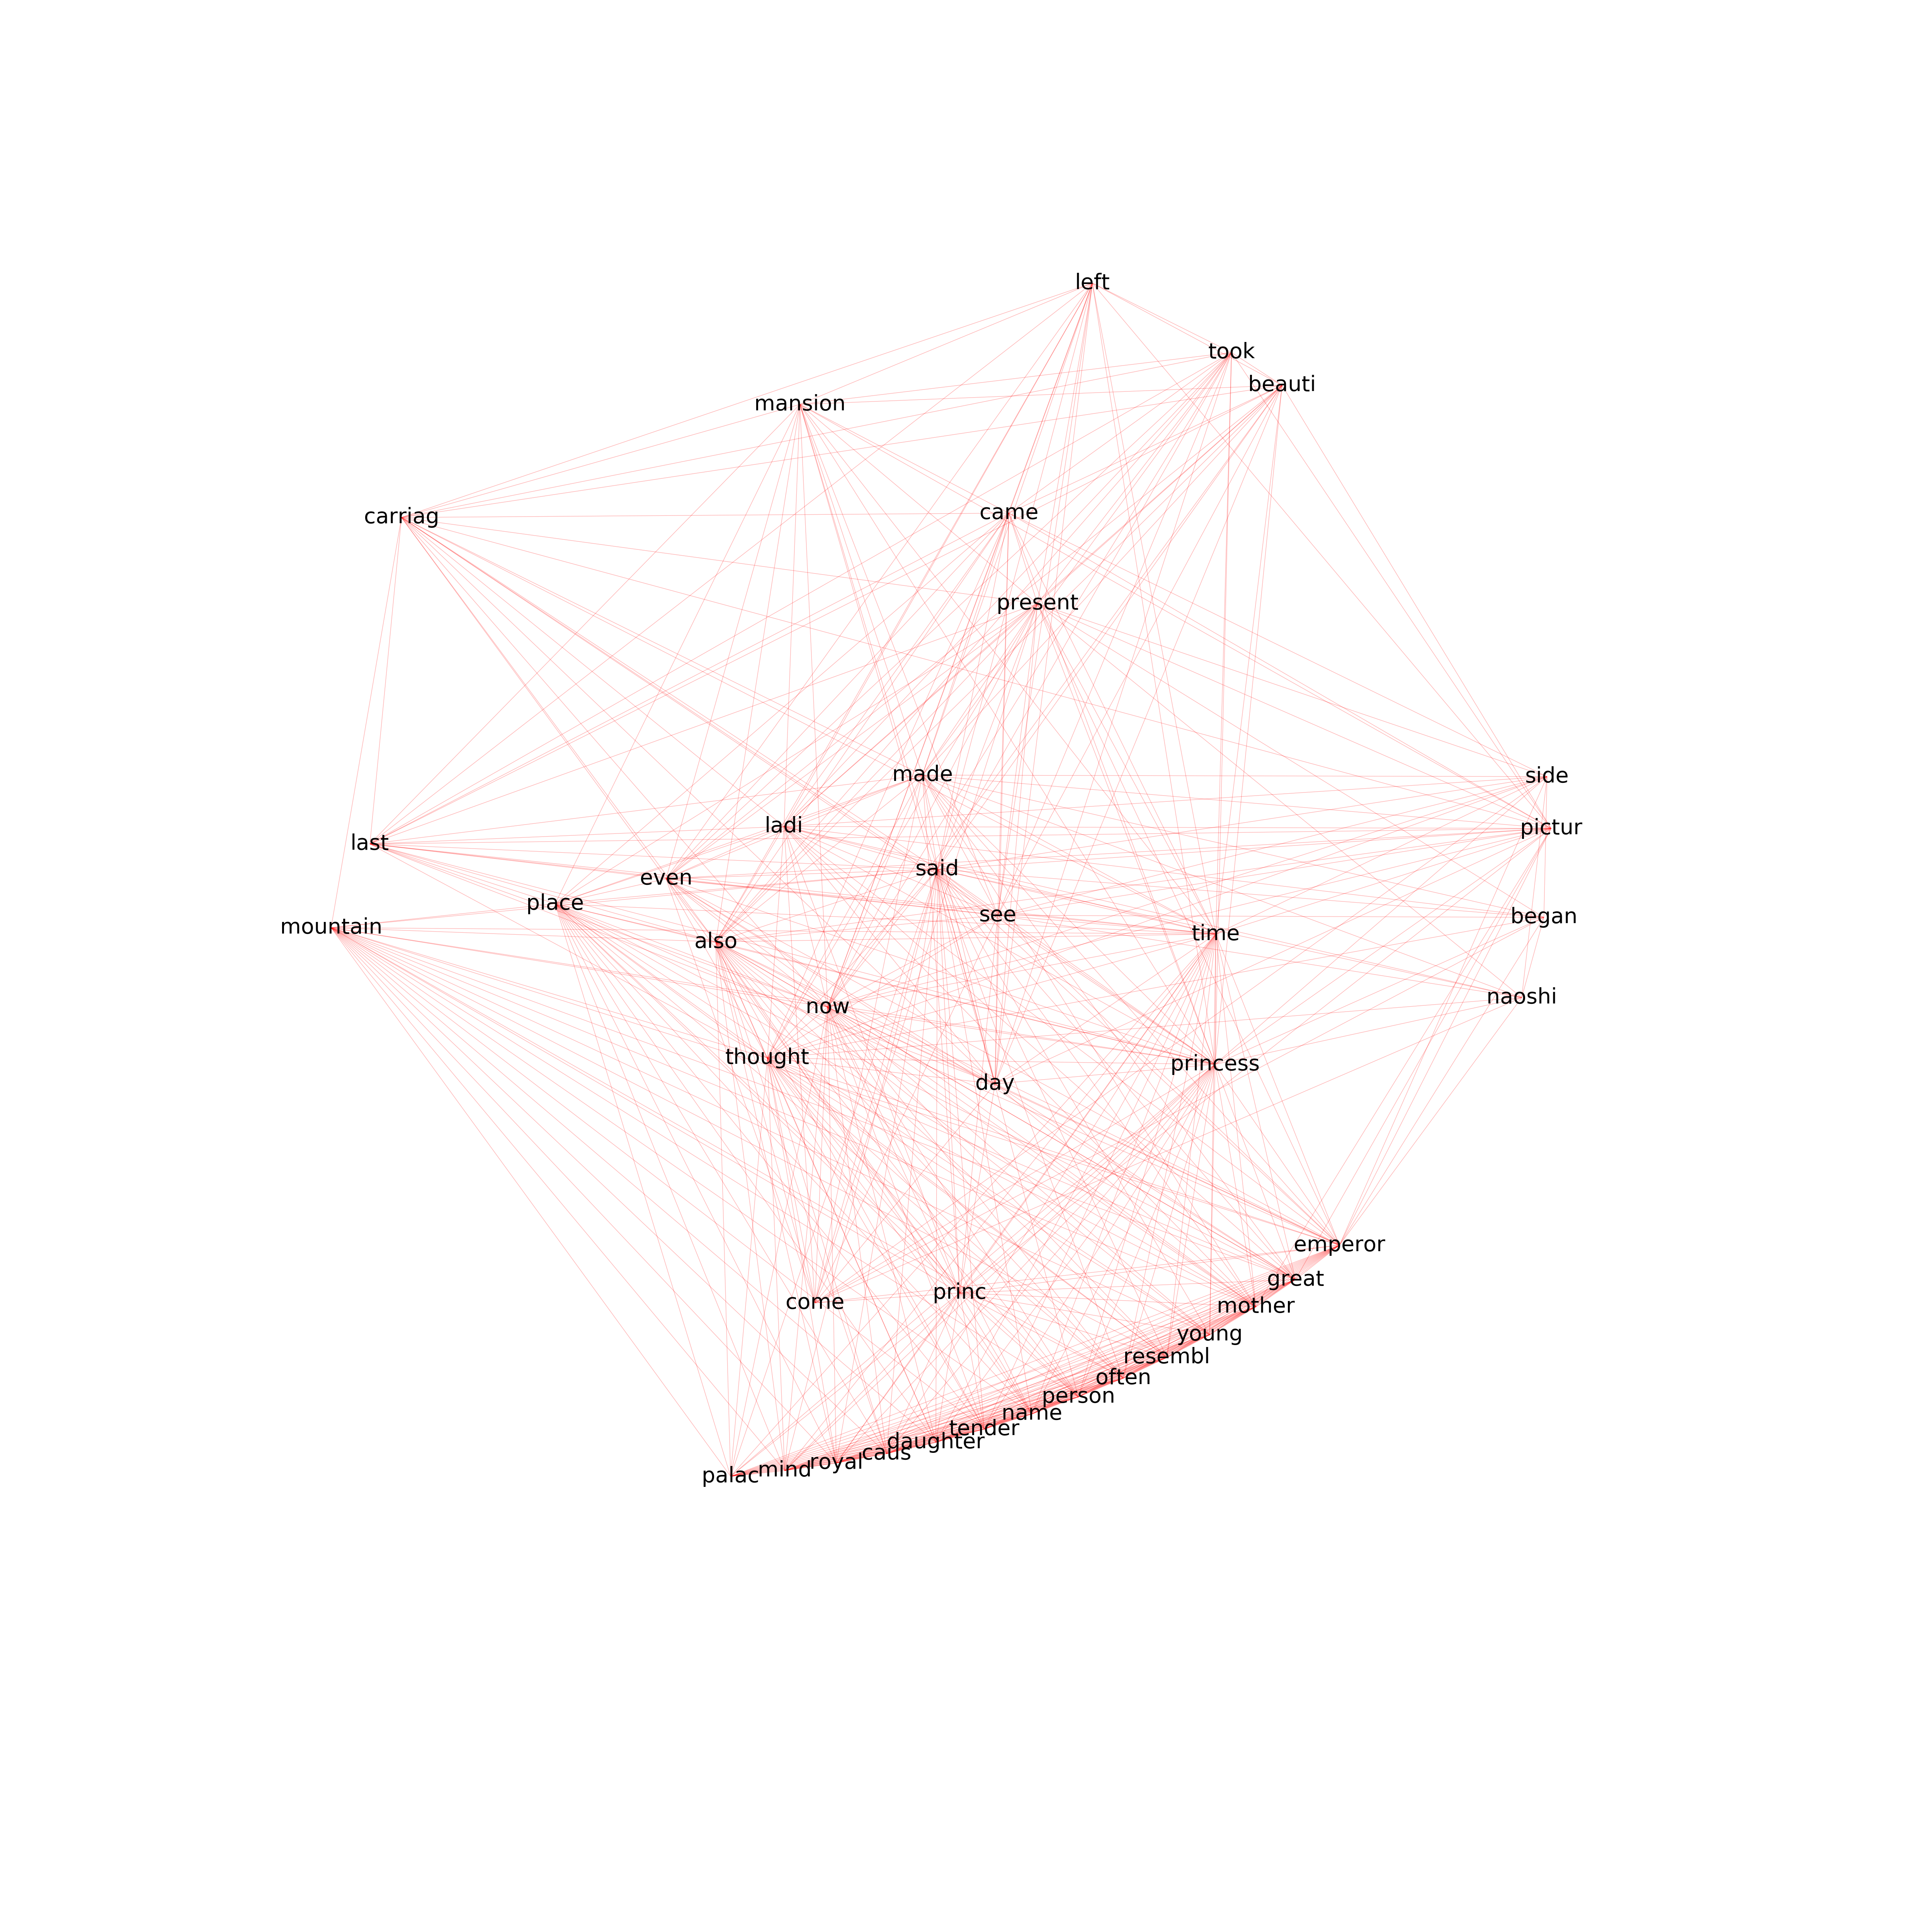 left
took
beauti
mansion
carriag
came
present
made
side
ladi
pictur
last
said
even
place
see
began
mountain
also
time
naoshi
now
thought
princess
day
emperor
great
princ
come
mother
young
resembl
often
person
name
tender
daughter
caus
royal
mind
palac